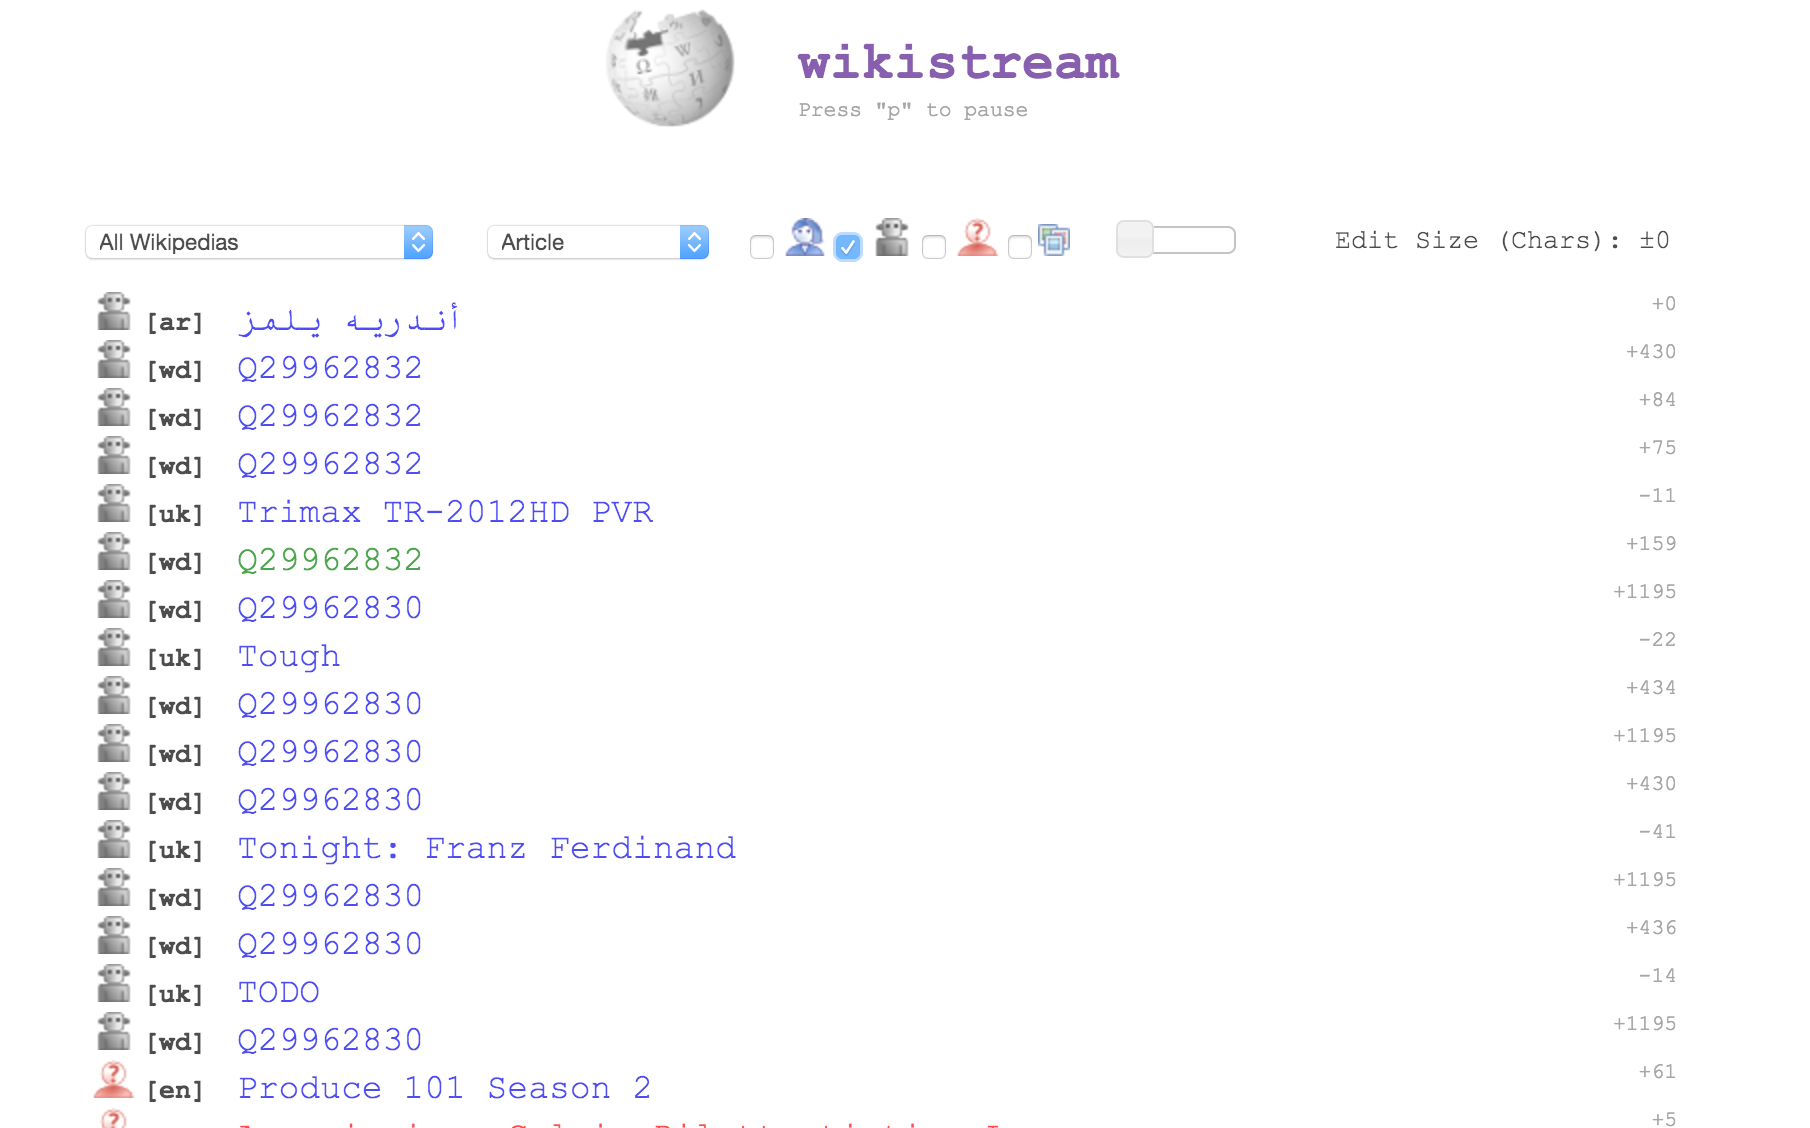 wikistream
Press "p" to pause
All Wikipedias Article Edit Size (Chars): ±0
[ar] أندريه يلمز +0
[wd] Q29962832 +430
[wd] Q29962832 +84
[wd] Q29962832 +75
[uk] Trimax TR-2012HD PVR -11
[wd] Q29962832 +159
[wd] Q29962830 +1195
[uk] Tough -22
[wd] Q29962830 +434
[wd] Q29962830 +1195
[wd] Q29962830 +430
[uk] Tonight: Franz Ferdinand -41
[wd] Q29962830 +1195
[wd] Q29962830 +436
[uk] TODO -14
[wd] Q29962830 +1195
[en] Produce 101 Season 2 +61
+5